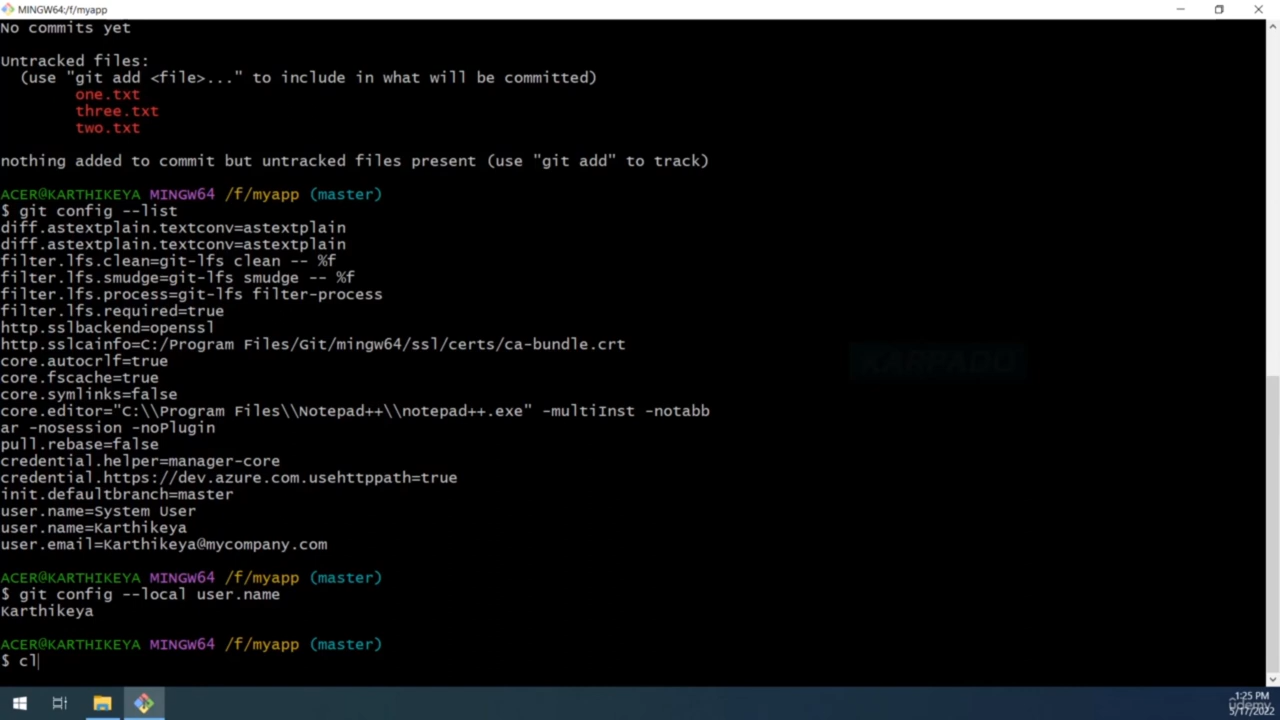 MINGW64:/f/myapp
No commits yet
Untracked files:
(use "git add <file>..." to include in what will be committed)
one.txt
three.txt
two.txt
nothing added to commit but untracked files present (use "git add" to track)
ACER@KARTHIKEYA MINGW64 /f/myapp (master)
$ git config --list
diff.astextplain.textconv=astextplain
diff.astextplain.textconv=astextplain
filter.lfs.clean=git-lfs clean -- %f
filter.lfs.smudge=git-lfs smudge -- %f
filter.lfs.process=git-lfs filter-process
filter.lfs.required=true
http.sslbackend=openssl
http.sslcainfo=C:/Program Files/Git/mingw64/ssl/certs/ca-bundle.crt
core.autocrlf=true
core.fscache=true
core.symlinks=false
core.editor="C:\\Program Files\\Notepad++\\notepad++.exe" -multiInst -notabb
ar -nosession -noPlugin
pull.rebase=false
credential.helper=manager-core
credential.https://dev.azure.com.usehttppath=true
init.defaultbranch=master
user.name=System User
user.name=Karthikeya
user.email=Karthikeya@mycompany.com
ACER@KARTHIKEYA MINGW64 /f/myapp (master)
$ git config --local user.name
Karthikeya
ACER@KARTHIKEYA MINGW64 /f/myapp (master)
$ cl
KARPADO
1:25 PM
3/17/2022
ûdemy